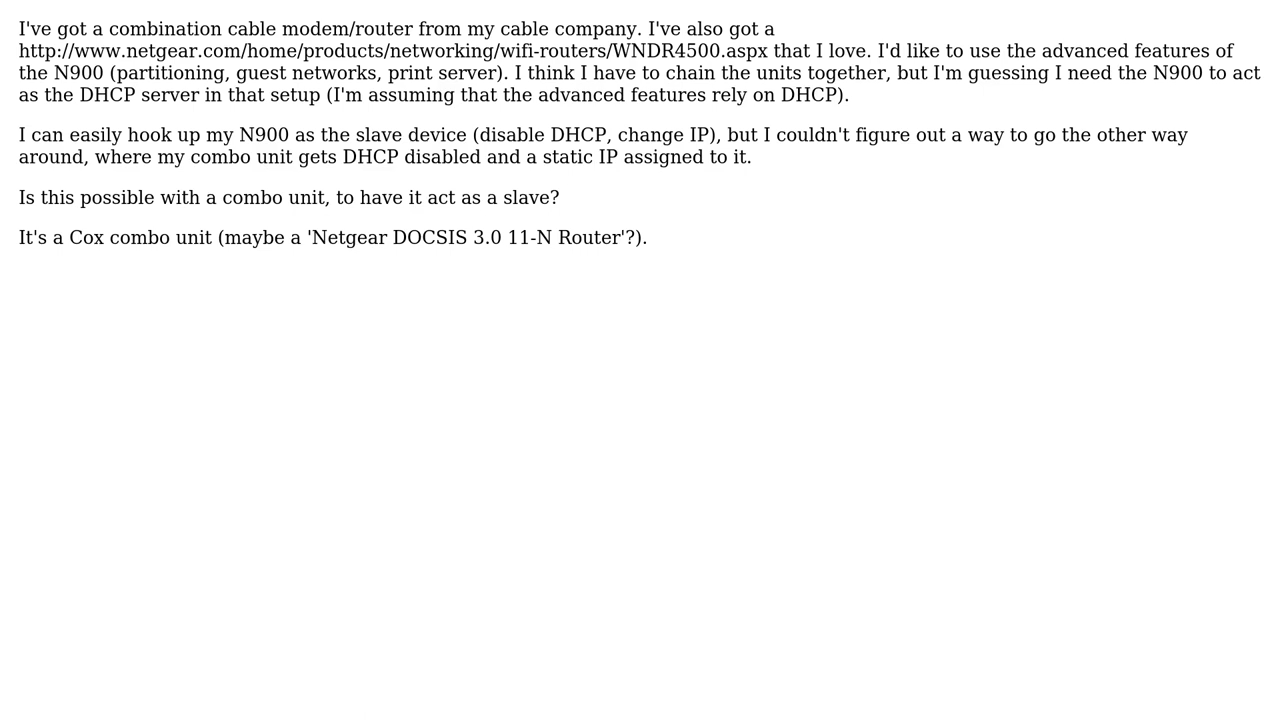 I've got a combination cable modem/router from my cable company. I've also got a
http://www.netgear.com/home/products/networking/wifi-routers/WNDR4500.aspx that I love. I'd like to use the advanced features of
the N900 (partitioning, guest networks, print server). I think I have to chain the units together, but I'm guessing I need the N900 to act
as the DHCP server in that setup (I'm assuming that the advanced features rely on DHCP).
I can easily hook up my N900 as the slave device (disable DHCP, change IP), but I couldn't figure out a way to go the other way
around, where my combo unit gets DHCP disabled and a static IP assigned to it.
Is this possible with a combo unit, to have it act as a slave?
It's a Cox combo unit (maybe a 'Netgear DOCSIS 3.0 11-N Router'?).